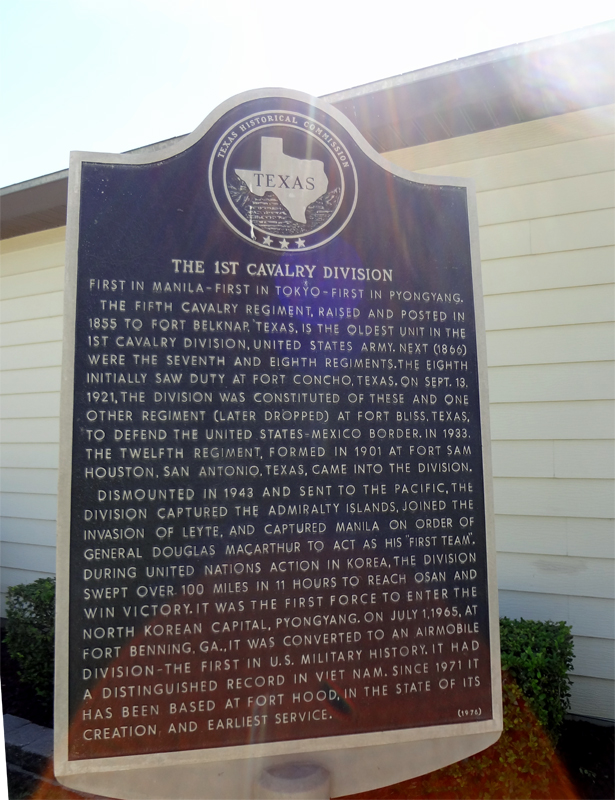 TEXAS HISTORICAL COMMISSION
TEXAS
THE 1ST CAVALRY DIVISION
FIRST IN MANILA-FIRST IN TOKYO-FIRST IN PYONGYANG.
THE FIFTH CAVALRY REGIMENT, RAISED AND POSTED IN
1855 TO FORT BELKNAP, TEXAS, IS THE OLDEST UNIT IN THE
1ST CAVALRY DIVISION, UNITED STATES ARMY. NEXT (1866)
WERE THE SEVENTH AND EIGHTH REGIMENTS. THE EIGHTH
INITIALLY SAW DUTY AT FORT CONCHO, TEXAS. ON SEPT. 13,
1921, THE DIVISION WAS CONSTITUTED OF THESE AND ONE
OTHER REGIMENT (LATER DROPPED) AT FORT BLISS, TEXAS,
TO DEFEND THE UNITED STATES-MEXICO BORDER. IN 1933,
THE TWELFTH REGIMENT, FORMED IN 1901 AT FORT SAM
HOUSTON, SAN ANTONIO, TEXAS, CAME INTO THE DIVISION.
DISMOUNTED IN 1943 AND SENT TO THE PACIFIC, THE
DIVISION CAPTURED THE ADMIRALTY ISLANDS, JOINED THE
INVASION OF LEYTE, AND CAPTURED MANILA ON ORDER OF
GENERAL DOUGLAS MACARTHUR TO ACT AS HIS "FIRST TEAM".
DURING UNITED NATIONS ACTION IN KOREA, THE DIVISION
SWEPT OVER 100 MILES IN 11 HOURS TO REACH OSAN AND
WIN VICTORY. IT WAS THE FIRST FORCE TO ENTER THE
NORTH KOREAN CAPITAL, PYONGYANG. ON JULY 1, 1965, AT
FORT BENNING, GA., IT WAS CONVERTED TO AN AIRMOBILE
DIVISION-THE FIRST IN U.S. MILITARY HISTORY. IT HAD
A DISTINGUISHED RECORD IN VIET NAM. SINCE 1971 IT
HAS BEEN BASED AT FORT HOOD, IN THE STATE OF ITS
CREATION AND EARLIEST SERVICE.
(1976)